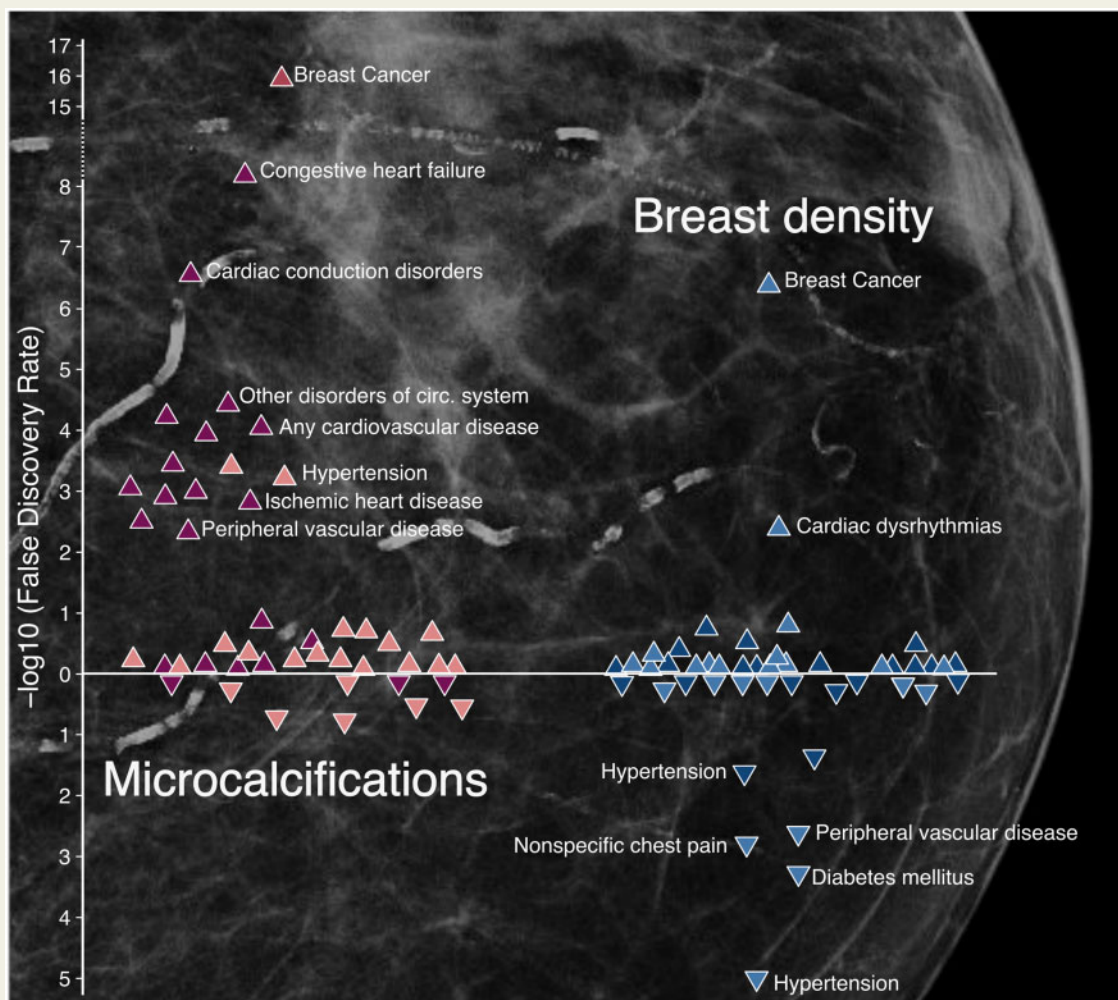 17
16
15
8
7
6
5
4
3
2
1
0
0
1
2
3
4
5
–log10 (False Discovery Rate)
Breast Cancer
Congestive heart failure
Cardiac conduction disorders
Other disorders of circ. system
Any cardiovascular disease
Hypertension
Ischemic heart disease
Peripheral vascular disease
Microcalcifications
Breast density
Breast Cancer
Cardiac dysrhythmias
Hypertension
Peripheral vascular disease
Nonspecific chest pain
Diabetes mellitus
Hypertension